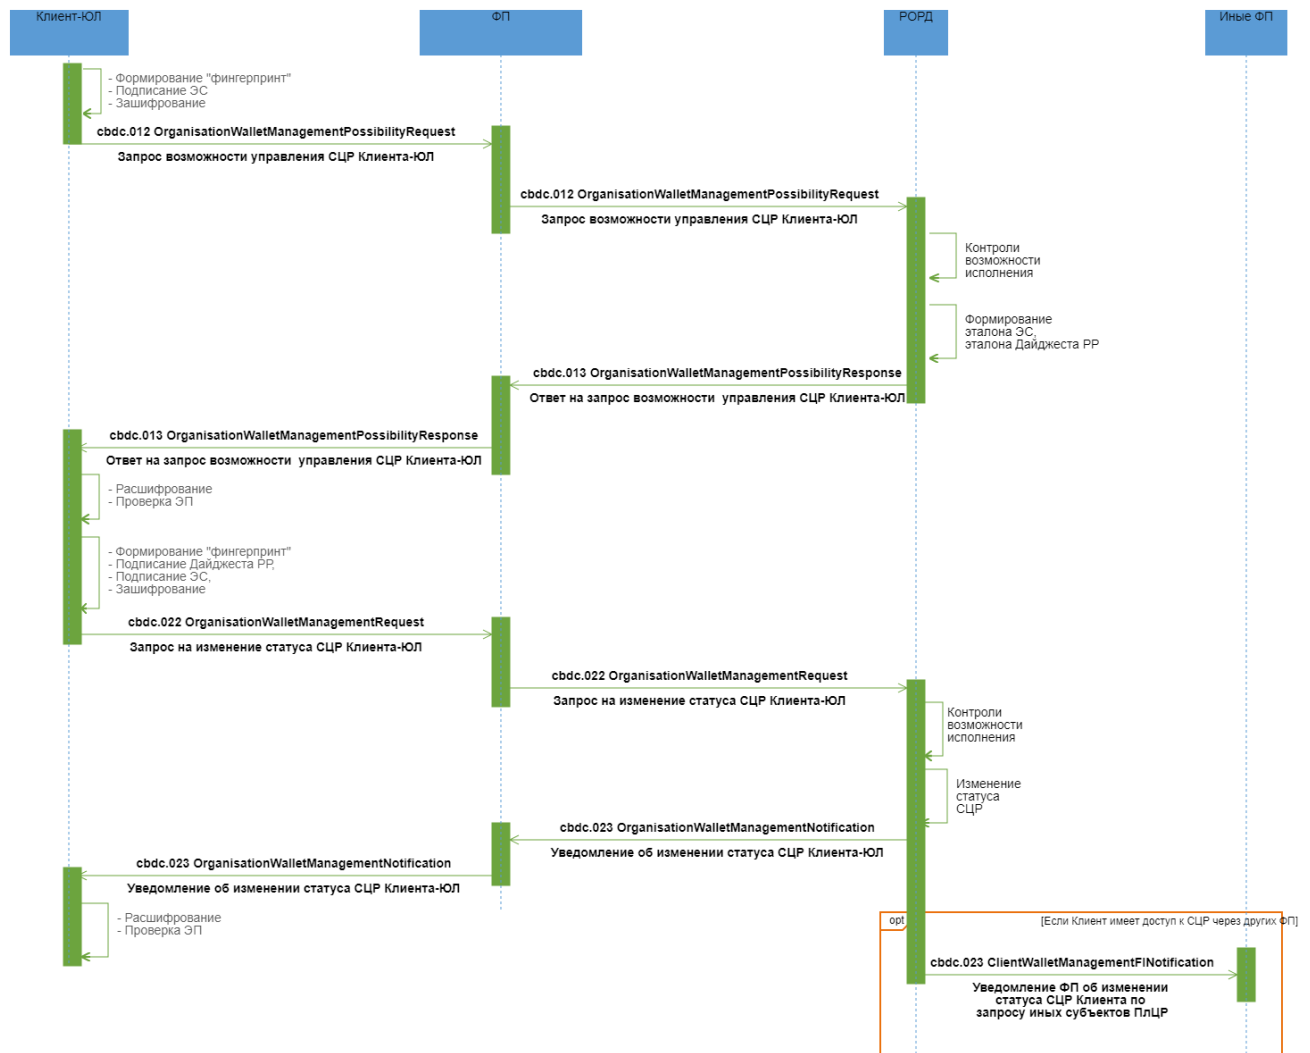 Клиент-ЮЛ
ФП
РОРД
Иные ФП
- Формирование "фингерпринт"
- Подписание ЭС
- Зашифрование
cbdc.012 OrganisationWalletManagementPossibilityRequest
Запрос возможности управления СЦР Клиента-ЮЛ
cbdc.012 OrganisationWalletManagementPossibilityRequest
Запрос возможности управления СЦР Клиента-ЮЛ
Контроли
возможности
исполнения
Формирование
эталона ЭС,
эталона Дайджеста РР
cbdc.013 OrganisationWalletManagementPossibilityResponse
Ответ на запрос возможности управления СЦР Клиента-ЮЛ
cbdc.013 OrganisationWalletManagementPossibilityResponse
Ответ на запрос возможности управления СЦР Клиента-ЮЛ
- Расшифрование
- Проверка ЭП
- Формирование "фингерпринт"
- Подписание Дайджеста РР,
- Подписание ЭС,
- Зашифрование
cbdc.022 OrganisationWalletManagementRequest
Запрос на изменение статуса СЦР Клиента-ЮЛ
cbdc.022 OrganisationWalletManagementRequest
Запрос на изменение статуса СЦР Клиента-ЮЛ
Контроли
возможности
исполнения
Изменение
статуса
СЦР
cbdc.023 OrganisationWalletManagementNotification
Уведомление об изменении статуса СЦР Клиента-ЮЛ
cbdc.023 OrganisationWalletManagementNotification
Уведомление об изменении статуса СЦР Клиента-ЮЛ
- Расшифрование
- Проверка ЭП
opt
[Если Клиент имеет доступ к СЦР через других ФП]
cbdc.023 ClientWalletManagementFINotification
Уведомление ФП об изменении
статуса СЦР Клиента по
запросу иных субъектов ПлЦР